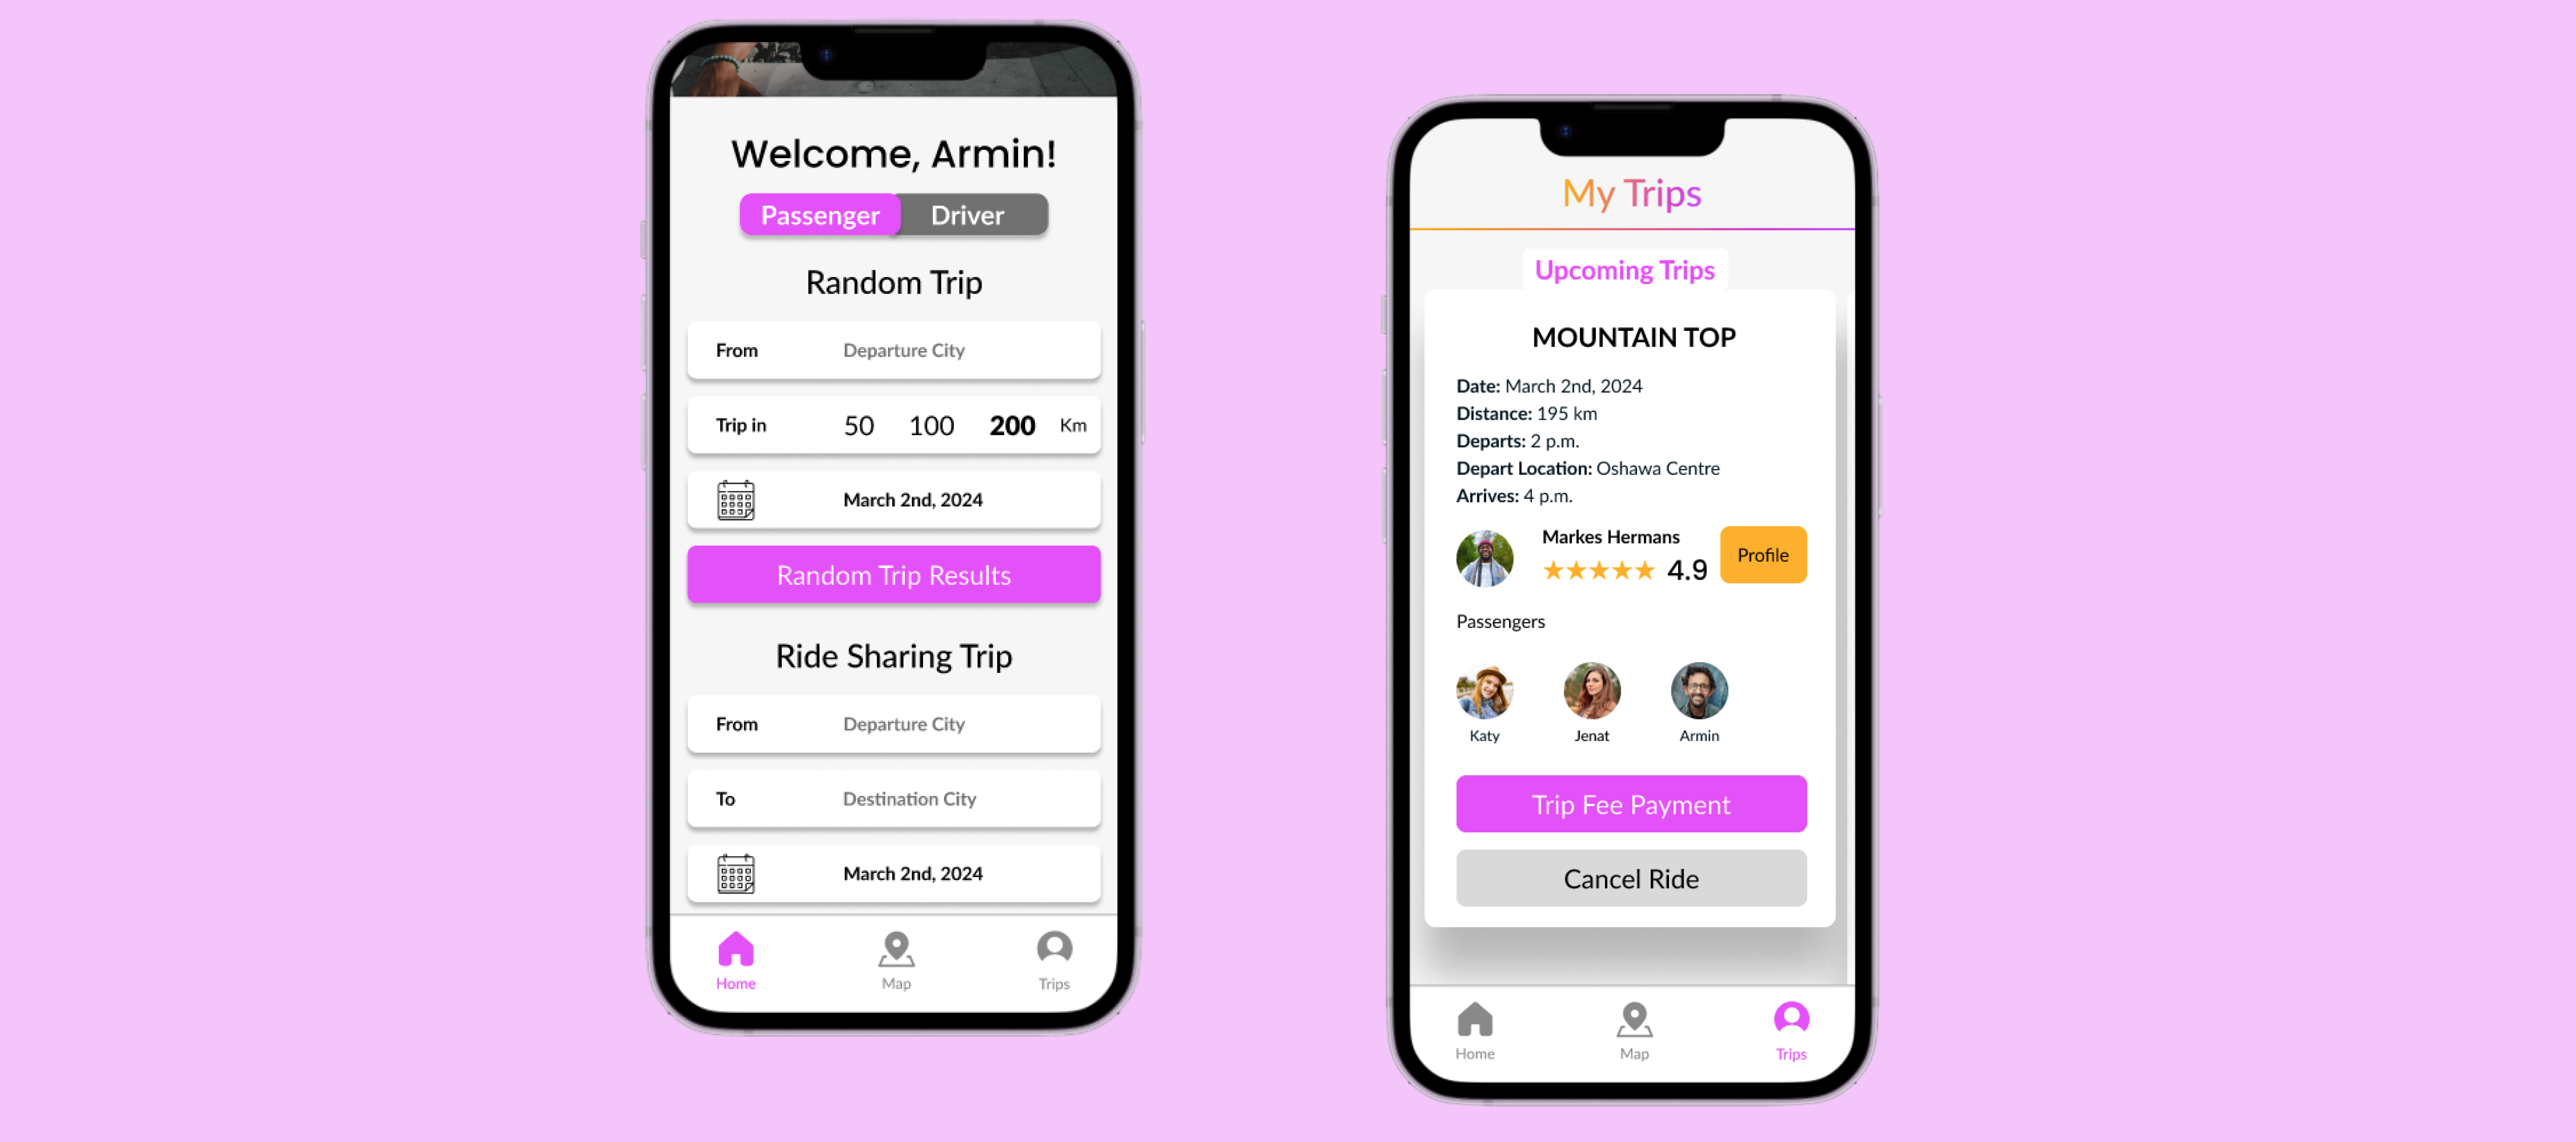 Welcome, Armin!
Passenger Driver
Random Trip
From Departure City
Trip in 50 100 200 Km
March 2nd, 2024
Random Trip Results
Ride Sharing Trip
From Departure City
To Destination City
March 2nd, 2024
Home Map Trips
My Trips
Upcoming Trips
MOUNTAIN TOP
Date: March 2nd, 2024
Distance: 195 km
Departs: 2 p.m.
Depart Location: Oshawa Centre
Arrives: 4 p.m.
Markes Hermans
4.9
Profile
Passengers
Katy Jenat Armin
Trip Fee Payment
Cancel Ride
Home Map Trips